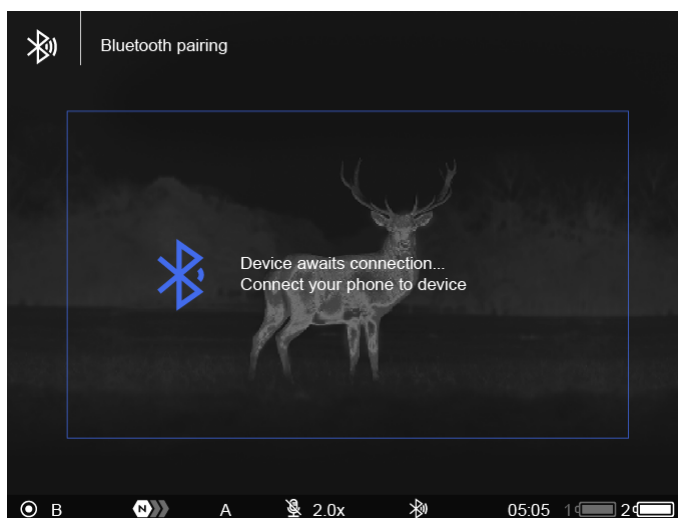 Bluetooth pairing
Device awaits connection...
Connect your phone to device
B N A 2.0x 05:05 1 2